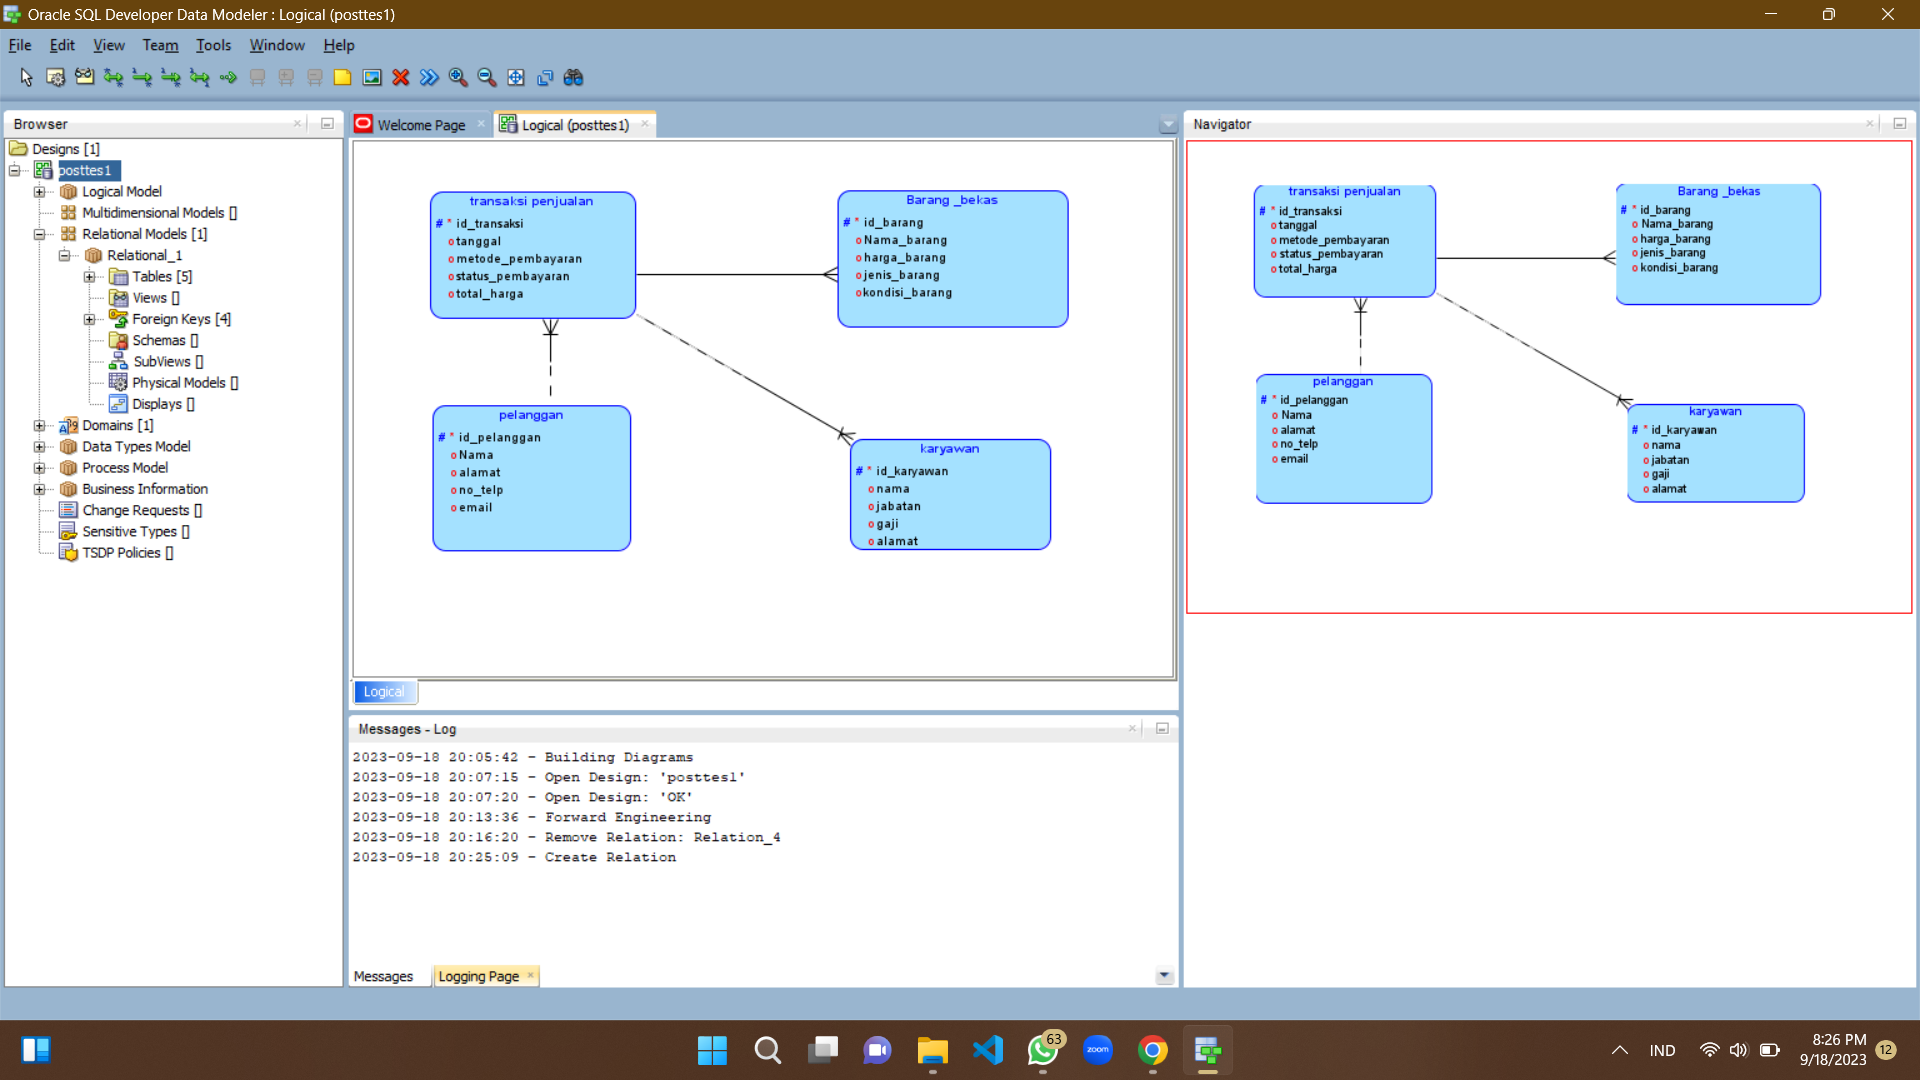 Oracle SQL Developer Data Modeler : Logical (posttes1)
File Edit View Team Tools Window Help
Browser
Designs [1]
posttes1
Logical Model
Multidimensional Models []
Relational Models [1]
Relational_1
Tables [5]
Views []
Foreign Keys [4]
Schemas []
SubViews []
Physical Models []
Displays []
Domains [1]
Data Types Model
Process Model
Business Information
Change Requests []
Sensitive Types []
TSDP Policies []
Welcome Page
Logical (posttes1)
transaksi penjualan
# * id_transaksi
o tanggal
o metode_pembayaran
o status_pembayaran
o total_harga
Barang _bekas
# * id_barang
o Nama_barang
o harga_barang
o jenis_barang
o kondisi_barang
pelanggan
# * id_pelanggan
o Nama
o alamat
o no_telp
o email
karyawan
# * id_karyawan
o nama
o jabatan
o gaji
o alamat
Logical
Messages - Log
2023-09-18 20:05:42 - Building Diagrams
2023-09-18 20:07:15 - Open Design: 'posttes1'
2023-09-18 20:07:20 - Open Design: 'OK'
2023-09-18 20:13:36 - Forward Engineering
2023-09-18 20:16:20 - Remove Relation: Relation_4
2023-09-18 20:25:09 - Create Relation
Messages
Logging Page
Navigator
transaksi penjualan
# * id_transaksi
o tanggal
o metode_pembayaran
o status_pembayaran
o total_harga
Barang _bekas
# * id_barang
o Nama_barang
o harga_barang
o jenis_barang
o kondisi_barang
pelanggan
# * id_pelanggan
o Nama
o alamat
o no_telp
o email
karyawan
# * id_karyawan
o nama
o jabatan
o gaji
o alamat
63
zoom
IND
8:26 PM
9/18/2023
12